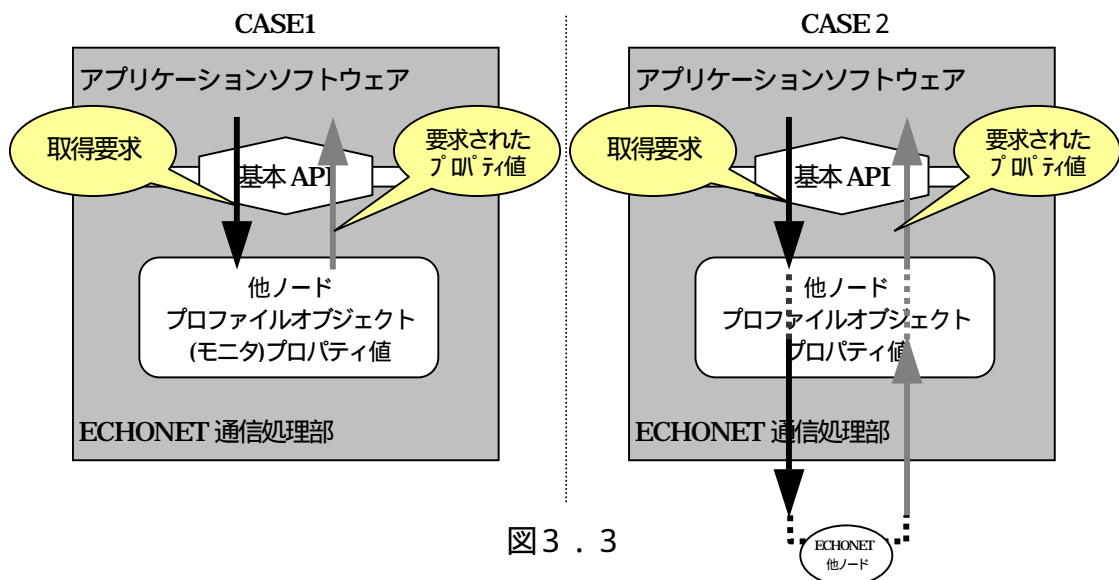 CASE1
アプリケーションソフトウェア
取得要求
要求された
プロパティ値
基本 API
他ノード
プロファイルオブジェクト
(モニタ)プロパティ値
ECHONET 通信処理部
CASE 2
アプリケーションソフトウェア
取得要求
要求された
プロパティ値
基本 API
他ノード
プロファイルオブジェクト
プロパティ値
ECHONET 通信処理部
ECHONET
他ノード
図3．3